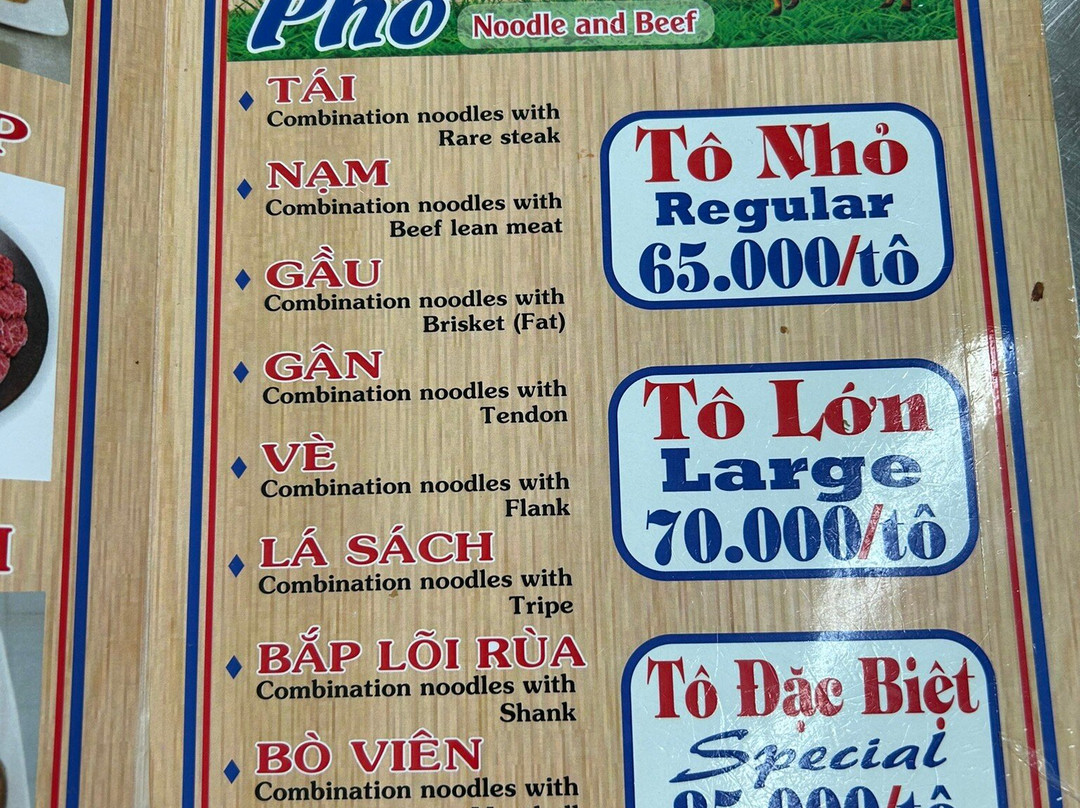 Phở
Noodle and Beef
TÁI
Combination noodles with
Rare steak
NẠM
Combination noodles with
Beef lean meat
GẦU
Combination noodles with
Brisket (Fat)
GÂN
Combination noodles with
Tendon
VÈ
Combination noodles with
Flank
LÁ SÁCH
Combination noodles with
Tripe
BẮP LÕI RÙA
Combination noodles with
Shank
BÒ VIÊN
Combination noodles with
Tô Nhỏ
Regular
65.000/tô
Tô Lớn
Large
70.000/tô
Tô Đặc Biệt
Special